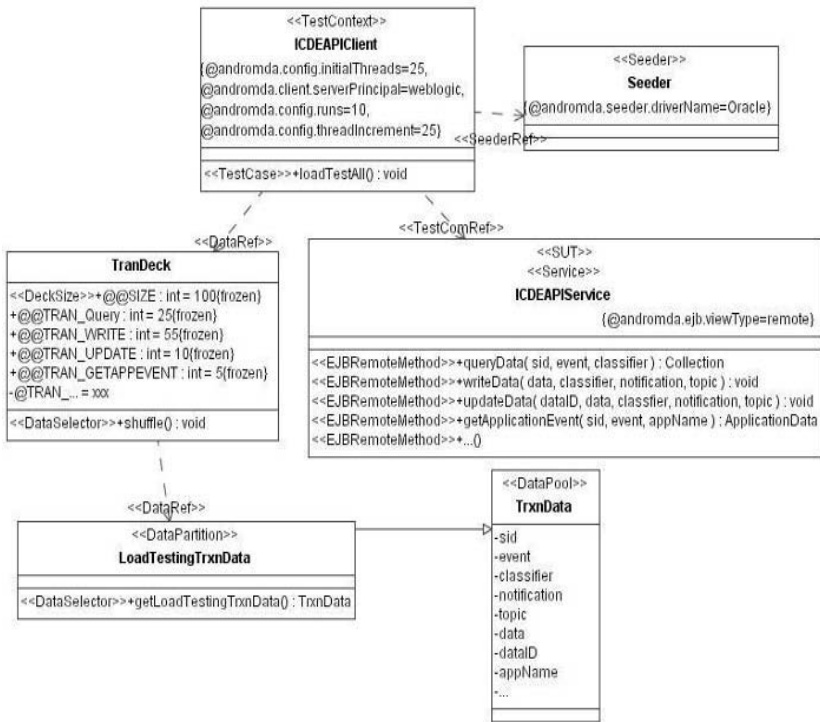 <<TestContext>>
ICDEAPIClient
{@andromda.config.initialThreads=25,
@andromda.client.serverPrincipal=weblogic,
@andromda.config.runs=10,
@andromda.config.threadIncrement=25}
<<TestCase>>+loadTestAll() : void
<<Seeder>>
Seeder
{@andromda.seeder.driverName=Oracle}
<<SeederRef>>
<<DataRef>>
<<TestComRef>>
TranDeck
<<DeckSize>>+@@SIZE : int = 100{frozen}
+@@TRAN_Query : int = 25{frozen}
+@@TRAN_WRITE : int = 55{frozen}
+@@TRAN_UPDATE : int = 10{frozen}
+@@TRAN_GETAPPEVENT : int = 5{frozen}
-@TRAN_... = xxx
<<DataSelector>>+shuffle() : void
<<SUT>>
<<Service>>
ICDEAPIService
{@andromda.ejb.viewType=remote}
<<EJBRemoteMethod>>+queryData( sid, event, classifier ) : Collection
<<EJBRemoteMethod>>+writeData( data, classifier, notification, topic ) : void
<<EJBRemoteMethod>>+updateData( dataID, data, classfier, notification, topic ) : void
<<EJBRemoteMethod>>+getApplicationEvent( sid, event, appName ) : ApplicationData
<<EJBRemoteMethod>>+...()
<<DataRef>>
<<DataPartition>>
LoadTestingTrxnData
<<DataSelector>>+getLoadTestingTrxnData() : TrxnData
<<DataPool>>
TrxnData
-sid
-event
-classifier
-notification
-topic
-data
-dataID
-appName
-...